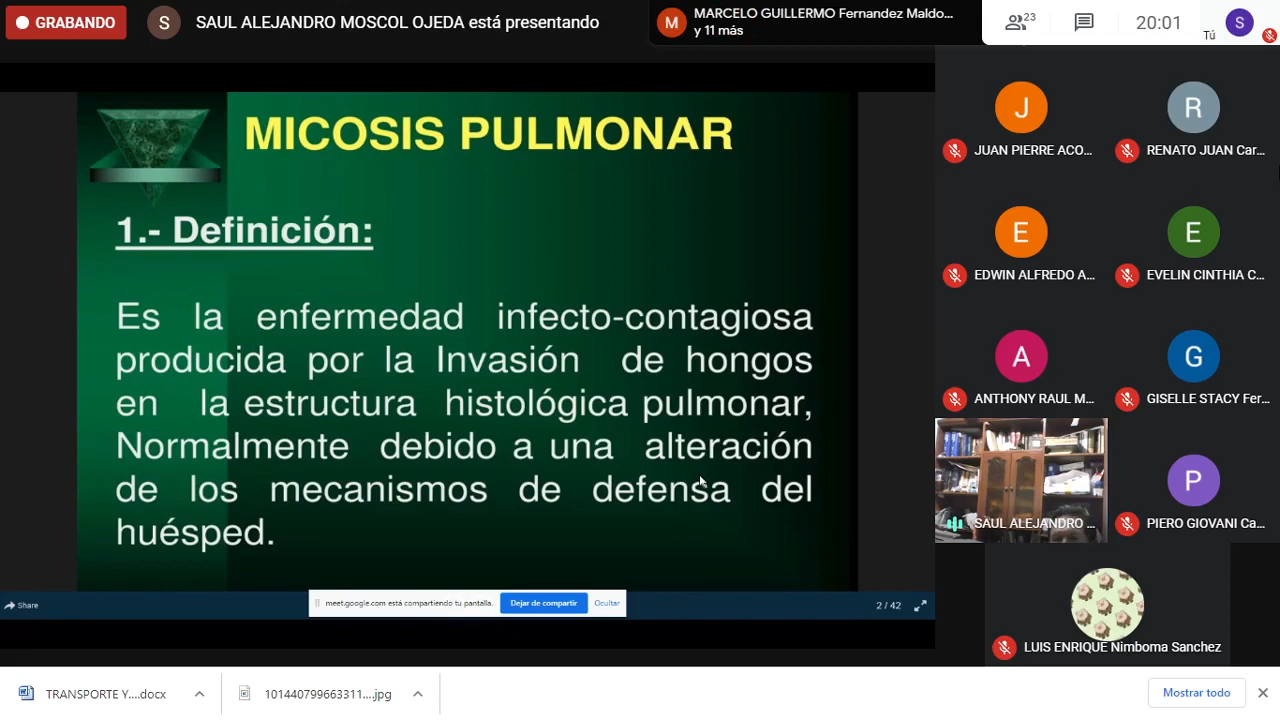 GRABANDO
S
SAUL ALEJANDRO MOSCOL OJEDA está presentando
M
MARCELO GUILLERMO Fernandez Maldo...
y 11 más
23
20:01
Tú
S
MICOSIS PULMONAR
1.- Definición:
Es la enfermedad infecto-contagiosa
producida por la Invasión de hongos
en la estructura histológica pulmonar,
Normalmente debido a una alteración
de los mecanismos de defensa del
huésped.
Share
meet.google.com está compartiendo tu pantalla.
Dejar de compartir
Ocultar
2 / 42
J
JUAN PIERRE ACO...
R
RENATO JUAN Car...
E
EDWIN ALFREDO A...
E
EVELIN CINTHIA C...
A
ANTHONY RAUL M...
G
GISELLE STACY Fer...
SAUL ALEJANDRO ...
P
PIERO GIOVANI Ca...
LUIS ENRIQUE Nimboma Sanchez
TRANSPORTE Y....docx
101440799663311....jpg
Mostrar todo